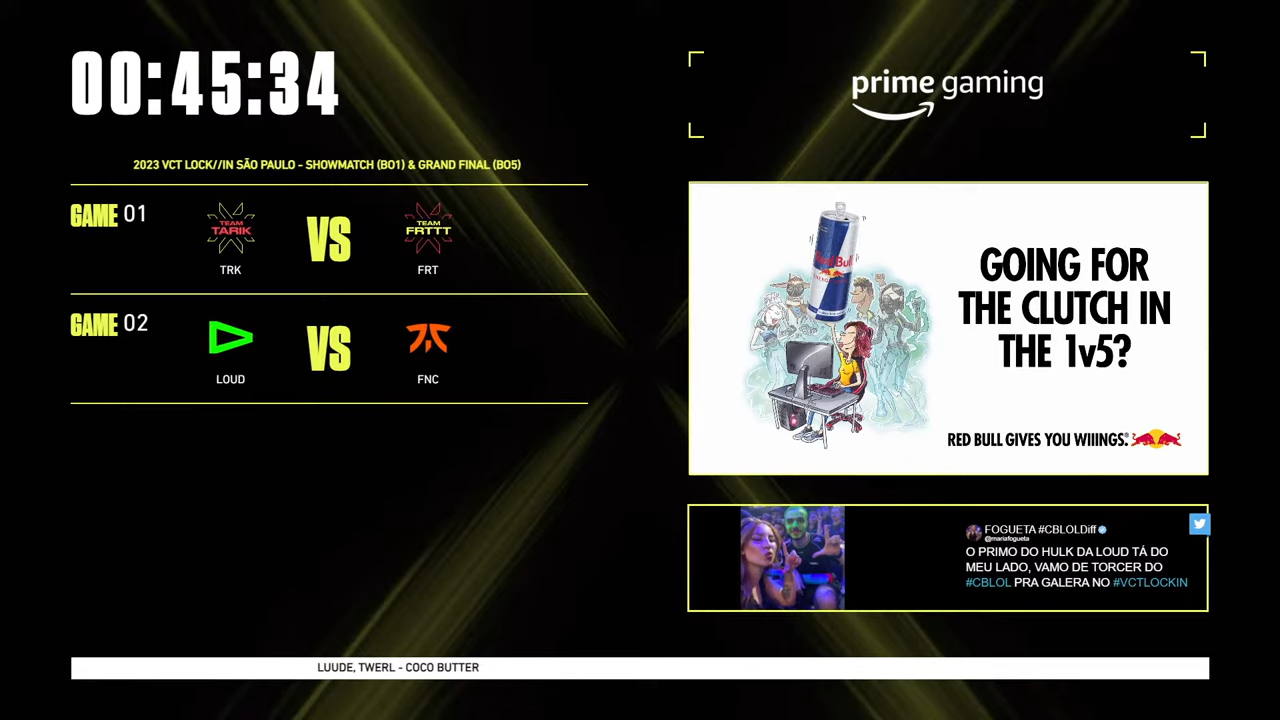 00:45:34
prime gaming
2023 VCT LOCK//IN SÃO PAULO - SHOWMATCH (BO1) & GRAND FINAL (BO5)
GAME 01
TEAM
TARIK
TRK
VS
TEAM
FRTTT
FRT
GAME 02
LOUD
VS
FNC
Red Bull
GOING FOR
THE CLUTCH IN
THE 1v5?
RED BULL GIVES YOU WIIINGS.®
FOGUETA #CBLOLDiff
@mariafogueta
O PRIMO DO HULK DA LOUD TÁ DO
MEU LADO, VAMO DE TORCER DO
#CBLOL PRA GALERA NO #VCTLOCKIN
LUUDE, TWERL - COCO BUTTER